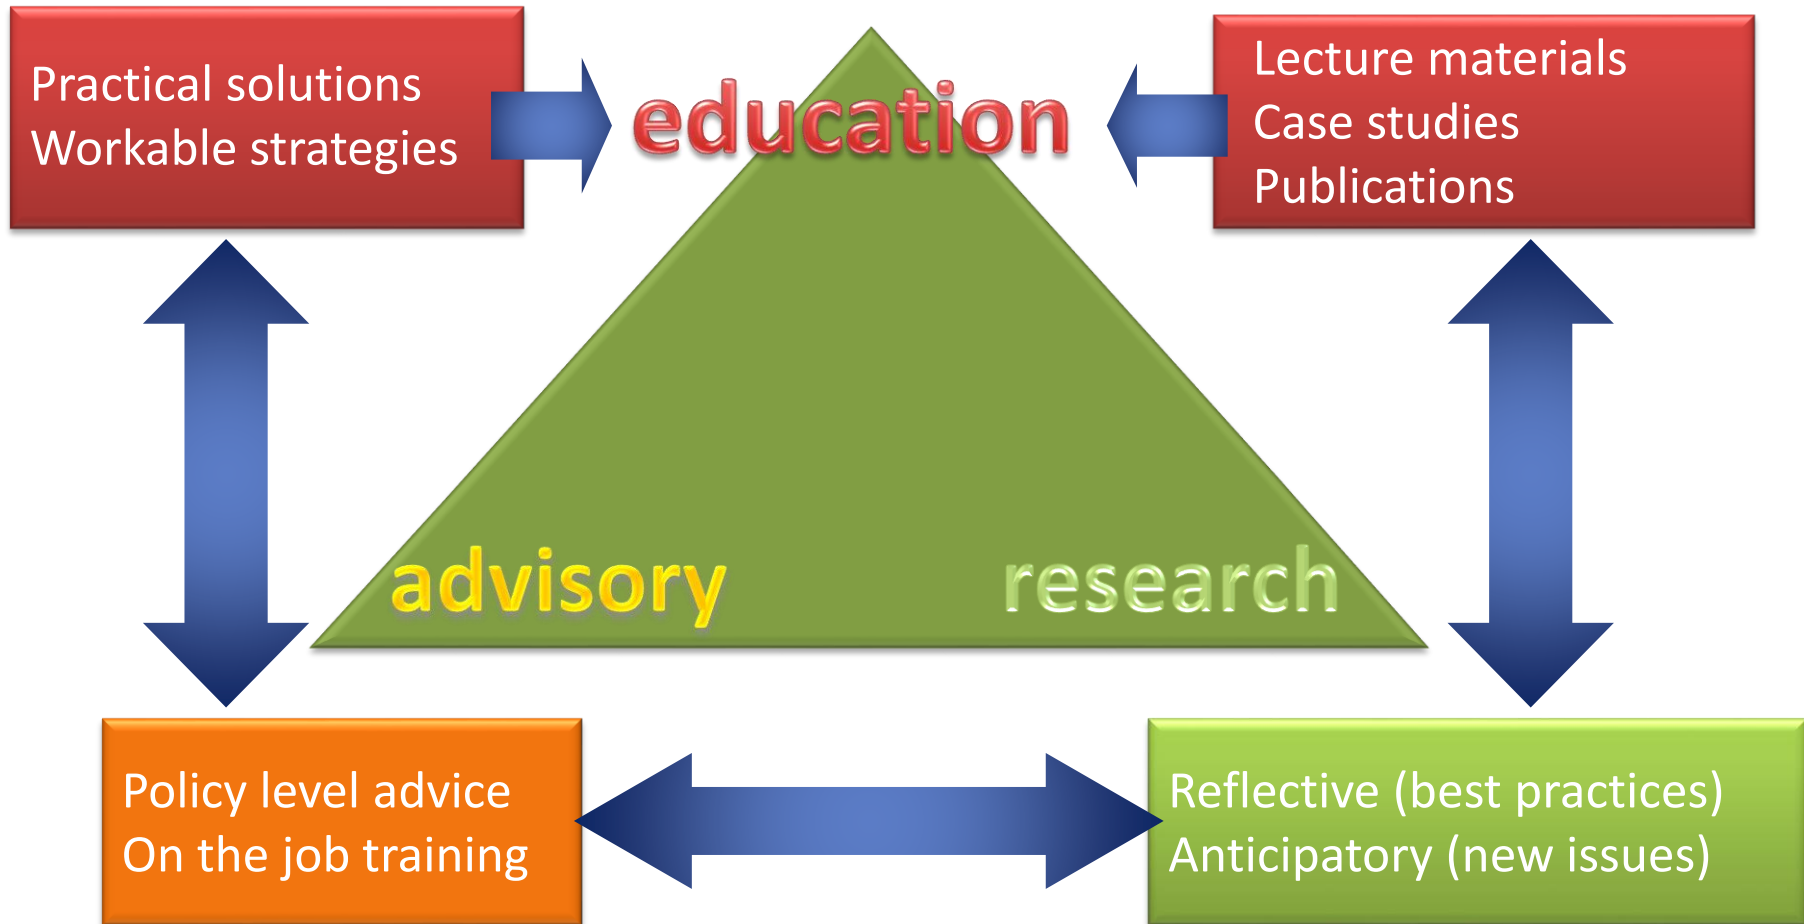 Practical solutions
Workable strategies
education
Lecture materials
Case studies
Publications
advisory
research
Policy level advice
On the job training
Reflective (best practices)
Anticipatory (new issues)